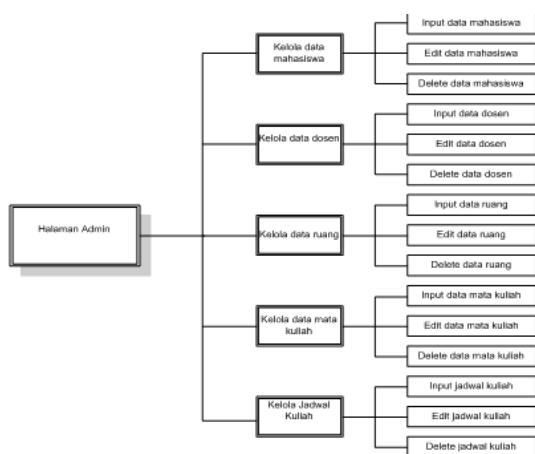 Halaman Admin
Kelola data
mahasiswa
Input data mahasiswa
Edit data mahasiswa
Delete data mahasiswa
Kelola data dosen
Input data dosen
Edit data dosen
Delete data dosen
Kelola data ruang
Input data ruang
Edit data ruang
Delete data ruang
Kelola data mata
kuliah
Input data mata kuliah
Edit data mata kuliah
Delete data mata kuliah
Kelola Jadwal
Kuliah
Input jadwal kuliah
Edit jadwal kuliah
Delete jadwal kuliah